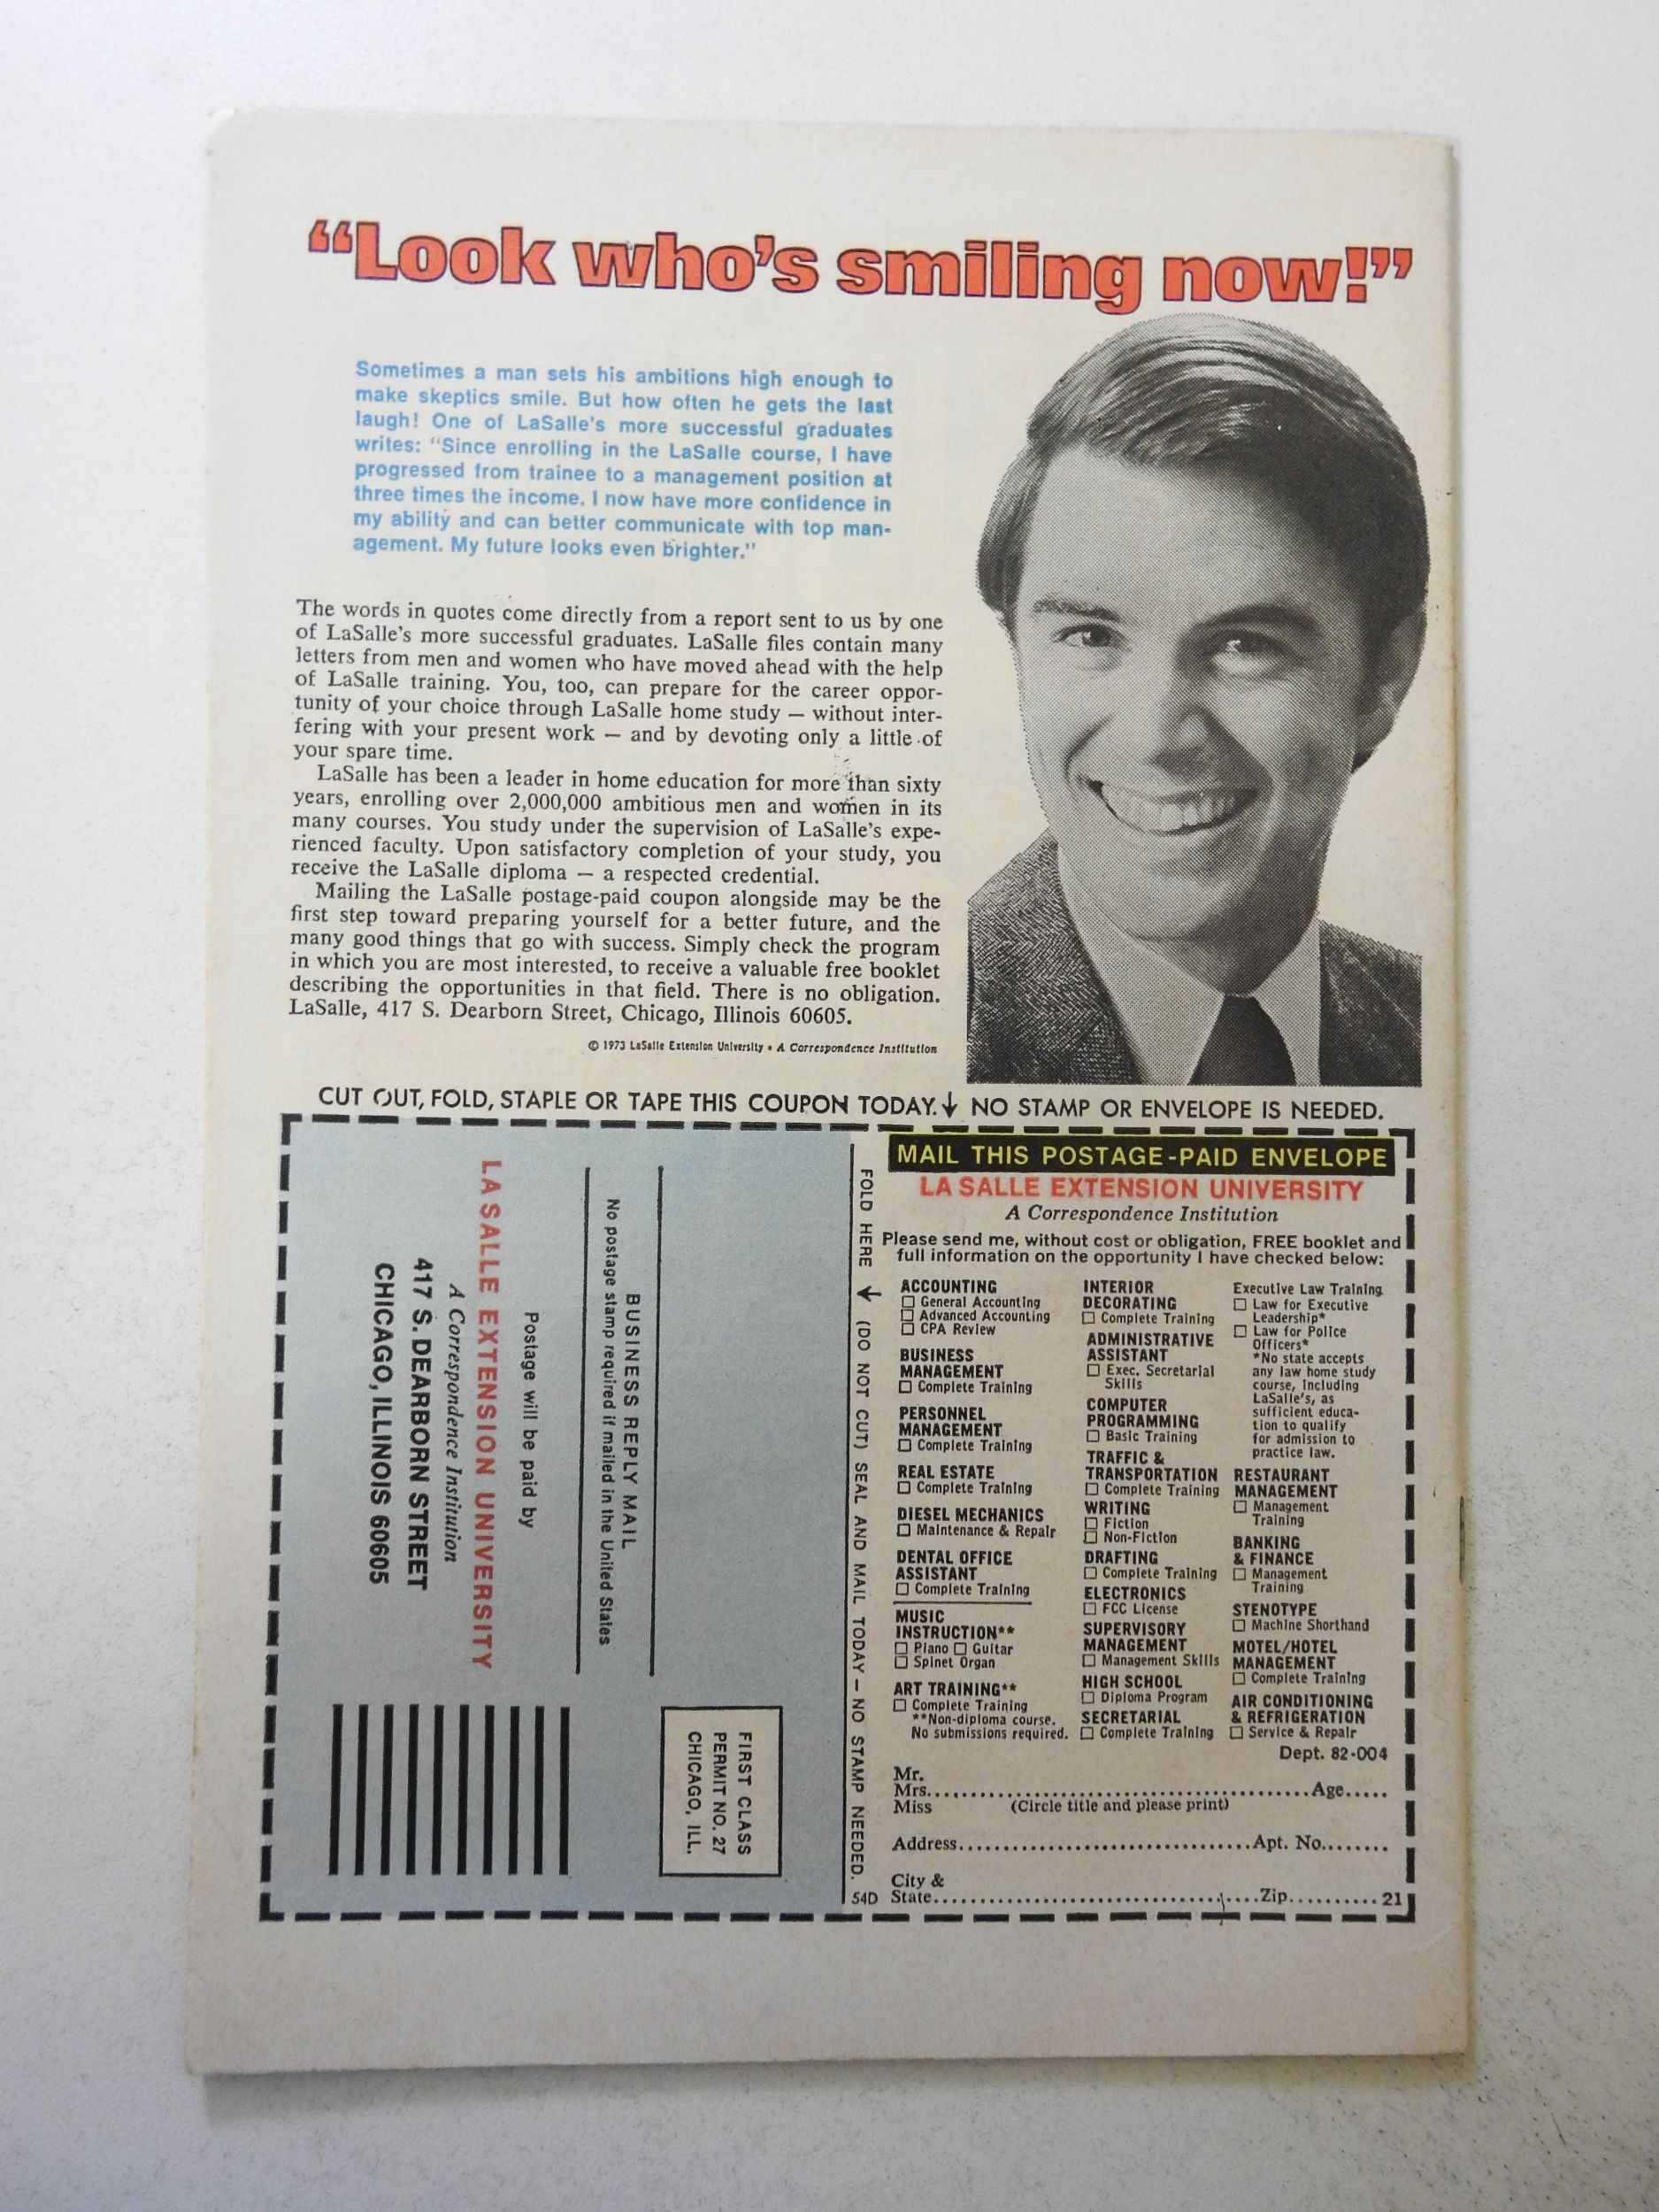 “Look who’s smiling now!”
Sometimes a man sets his ambitions high enough to
make skeptics smile. But how often he gets the last
laugh! One of LaSalle's more successful graduates
writes: "Since enrolling in the LaSalle course, I have
progressed from trainee to a management position at
three times the income. I now have more confidence in
my ability and can better communicate with top man-
agement. My future looks even brighter."
The words in quotes come directly from a report sent to us by one
of LaSalle's more successful graduates. LaSalle files contain many
letters from men and women who have moved ahead with the help
of LaSalle training. You, too, can prepare for the career oppor-
tunity of your choice through LaSalle home study — without inter-
fering with your present work — and by devoting only a little of
your spare time.
LaSalle has been a leader in home education for more than sixty
years, enrolling over 2,000,000 ambitious men and women in its
many courses. You study under the supervision of LaSalle's expe-
rienced faculty. Upon satisfactory completion of your study, you
receive the LaSalle diploma — a respected credential.
Mailing the LaSalle postage-paid coupon alongside may be the
first step toward preparing yourself for a better future, and the
many good things that go with success. Simply check the program
in which you are most interested, to receive a valuable free booklet
describing the opportunities in that field. There is no obligation.
LaSalle, 417 S. Dearborn Street, Chicago, Illinois 60605.
© 1973 LaSalle Extension University • A Correspondence Institution
CUT OUT, FOLD, STAPLE OR TAPE THIS COUPON TODAY.↓ NO STAMP OR ENVELOPE IS NEEDED.
FIRST CLASS
PERMIT NO. 27
CHICAGO, ILL.
BUSINESS REPLY MAIL
No postage stamp required if mailed in the United States
Postage will be paid by
LA SALLE EXTENSION UNIVERSITY
A Correspondence Institution
417 S. DEARBORN STREET
CHICAGO, ILLINOIS 60605
FOLD HERE ↓ (DO NOT CUT) SEAL AND MAIL TODAY — NO STAMP NEEDED.
54D
MAIL THIS POSTAGE-PAID ENVELOPE
LA SALLE EXTENSION UNIVERSITY
A Correspondence Institution
Please send me, without cost or obligation, FREE booklet and
full information on the opportunity I have checked below:
ACCOUNTING
☐ General Accounting
☐ Advanced Accounting
☐ CPA Review
BUSINESS
MANAGEMENT
☐ Complete Training
PERSONNEL
MANAGEMENT
☐ Complete Training
REAL ESTATE
☐ Complete Training
DIESEL MECHANICS
☐ Maintenance & Repair
DENTAL OFFICE
ASSISTANT
☐ Complete Training
MUSIC
INSTRUCTION**
☐ Piano ☐ Guitar
☐ Spinet Organ
ART TRAINING**
☐ Complete Training
**Non-diploma course.
No submissions required.
INTERIOR
DECORATING
☐ Complete Training
ADMINISTRATIVE
ASSISTANT
☐ Exec. Secretarial
Skills
COMPUTER
PROGRAMMING
☐ Basic Training
TRAFFIC &
TRANSPORTATION
☐ Complete Training
WRITING
☐ Fiction
☐ Non-Fiction
DRAFTING
☐ Complete Training
ELECTRONICS
☐ FCC License
SUPERVISORY
MANAGEMENT
☐ Management Skills
HIGH SCHOOL
☐ Diploma Program
SECRETARIAL
☐ Complete Training
Executive Law Training
☐ Law for Executive
Leadership*
☐ Law for Police
Officers*
*No state accepts
any law home study
course, including
LaSalle's, as
sufficient educa-
tion to qualify
for admission to
practice law.
RESTAURANT
MANAGEMENT
☐ Management
Training
BANKING
& FINANCE
☐ Management
Training
STENOTYPE
☐ Machine Shorthand
MOTEL/HOTEL
MANAGEMENT
☐ Complete Training
AIR CONDITIONING
& REFRIGERATION
☐ Service & Repair
Dept. 82-004
Mr.
Mrs. Age
Miss (Circle title and please print)
Address Apt. No.
City &
State Zip 21